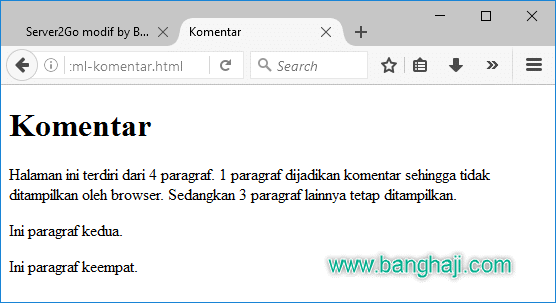 Server2Go modif by B...
Komentar
:ml-komentar.html
Search
Komentar
Halaman ini terdiri dari 4 paragraf. 1 paragraf dijadikan komentar sehingga tidak
ditampilkan oleh browser. Sedangkan 3 paragraf lainnya tetap ditampilkan.
Ini paragraf kedua.
Ini paragraf keempat.
www.banghaji.com